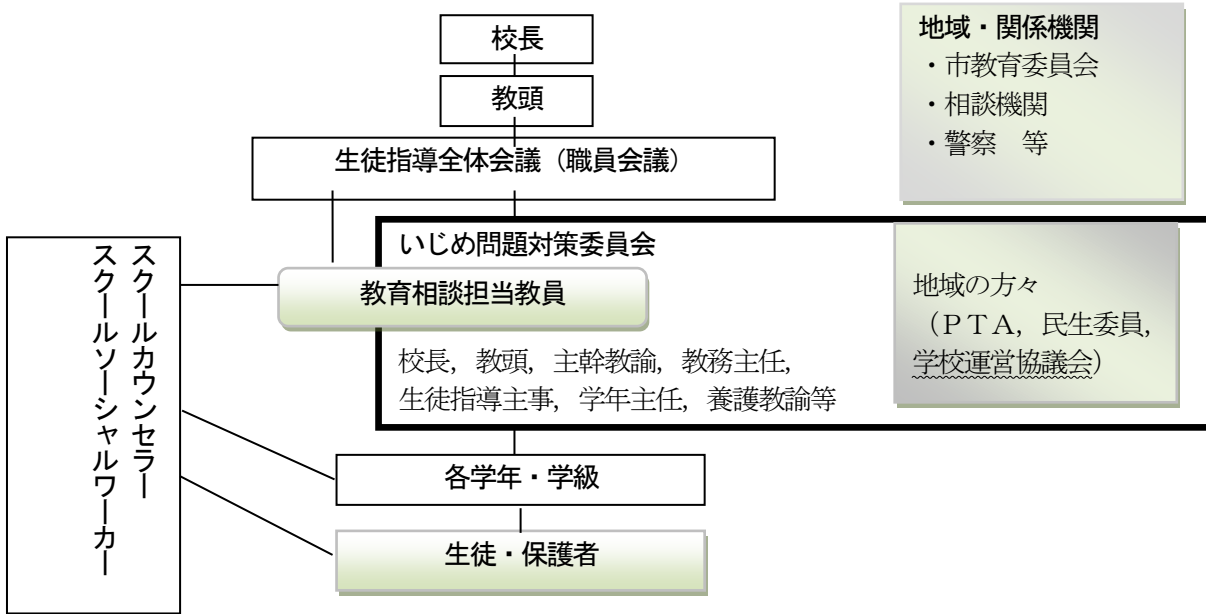 校長
教頭
生徒指導全体会議（職員会議）
地域・関係機関
・市教育委員会
・相談機関
・警察　等
スクールカウンセラー
スクールソーシャルワーカー
いじめ問題対策委員会
教育相談担当教員
校長，教頭，主幹教諭，教務主任，
生徒指導主事，学年主任，養護教諭等
地域の方々
（ＰＴＡ，民生委員，
学校運営協議会）
各学年・学級
生徒・保護者